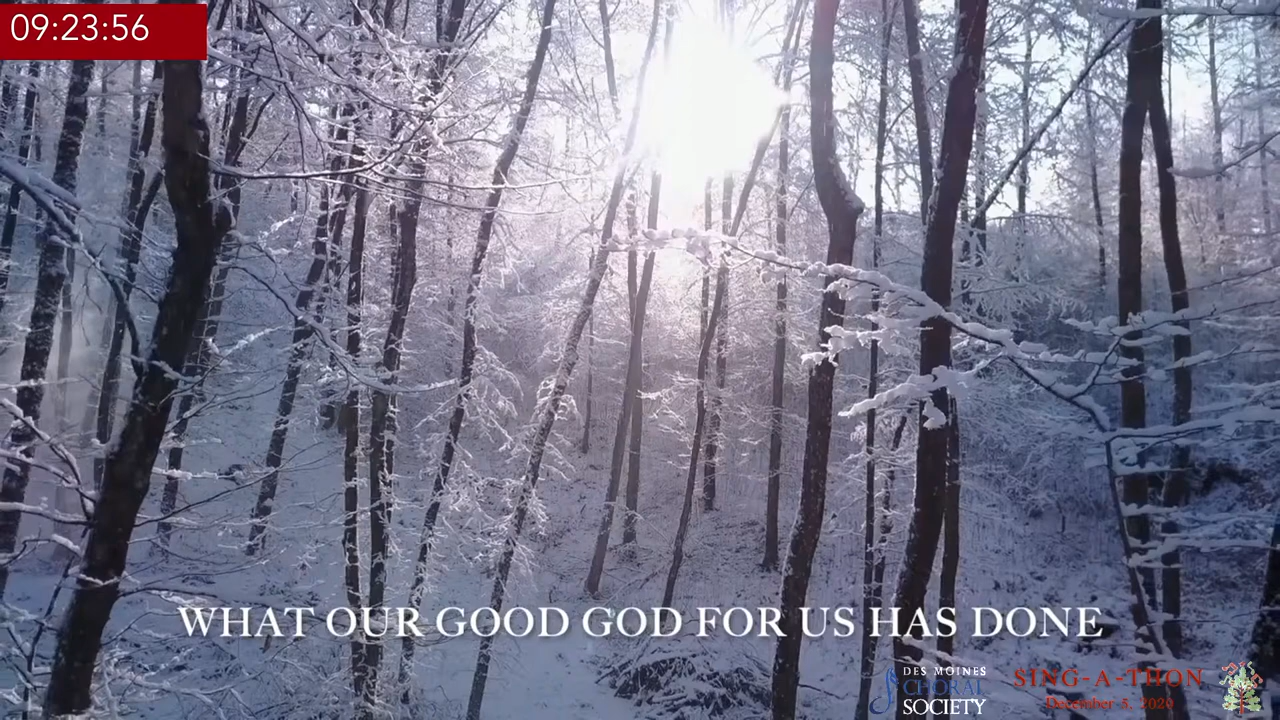 09:23:56
WHAT OUR GOOD GOD FOR US HAS DONE
DES MOINES
CHORAL
SOCIETY
SING-A-THON
December 5, 2020